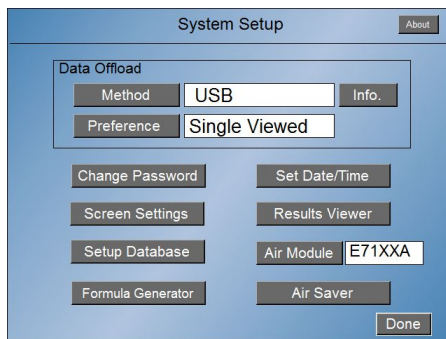 System Setup About
Data Offload
Method USB Info.
Preference Single Viewed
Change Password Set Date/Time
Screen Settings Results Viewer
Setup Database Air Module E71XXA
Formula Generator Air Saver
Done